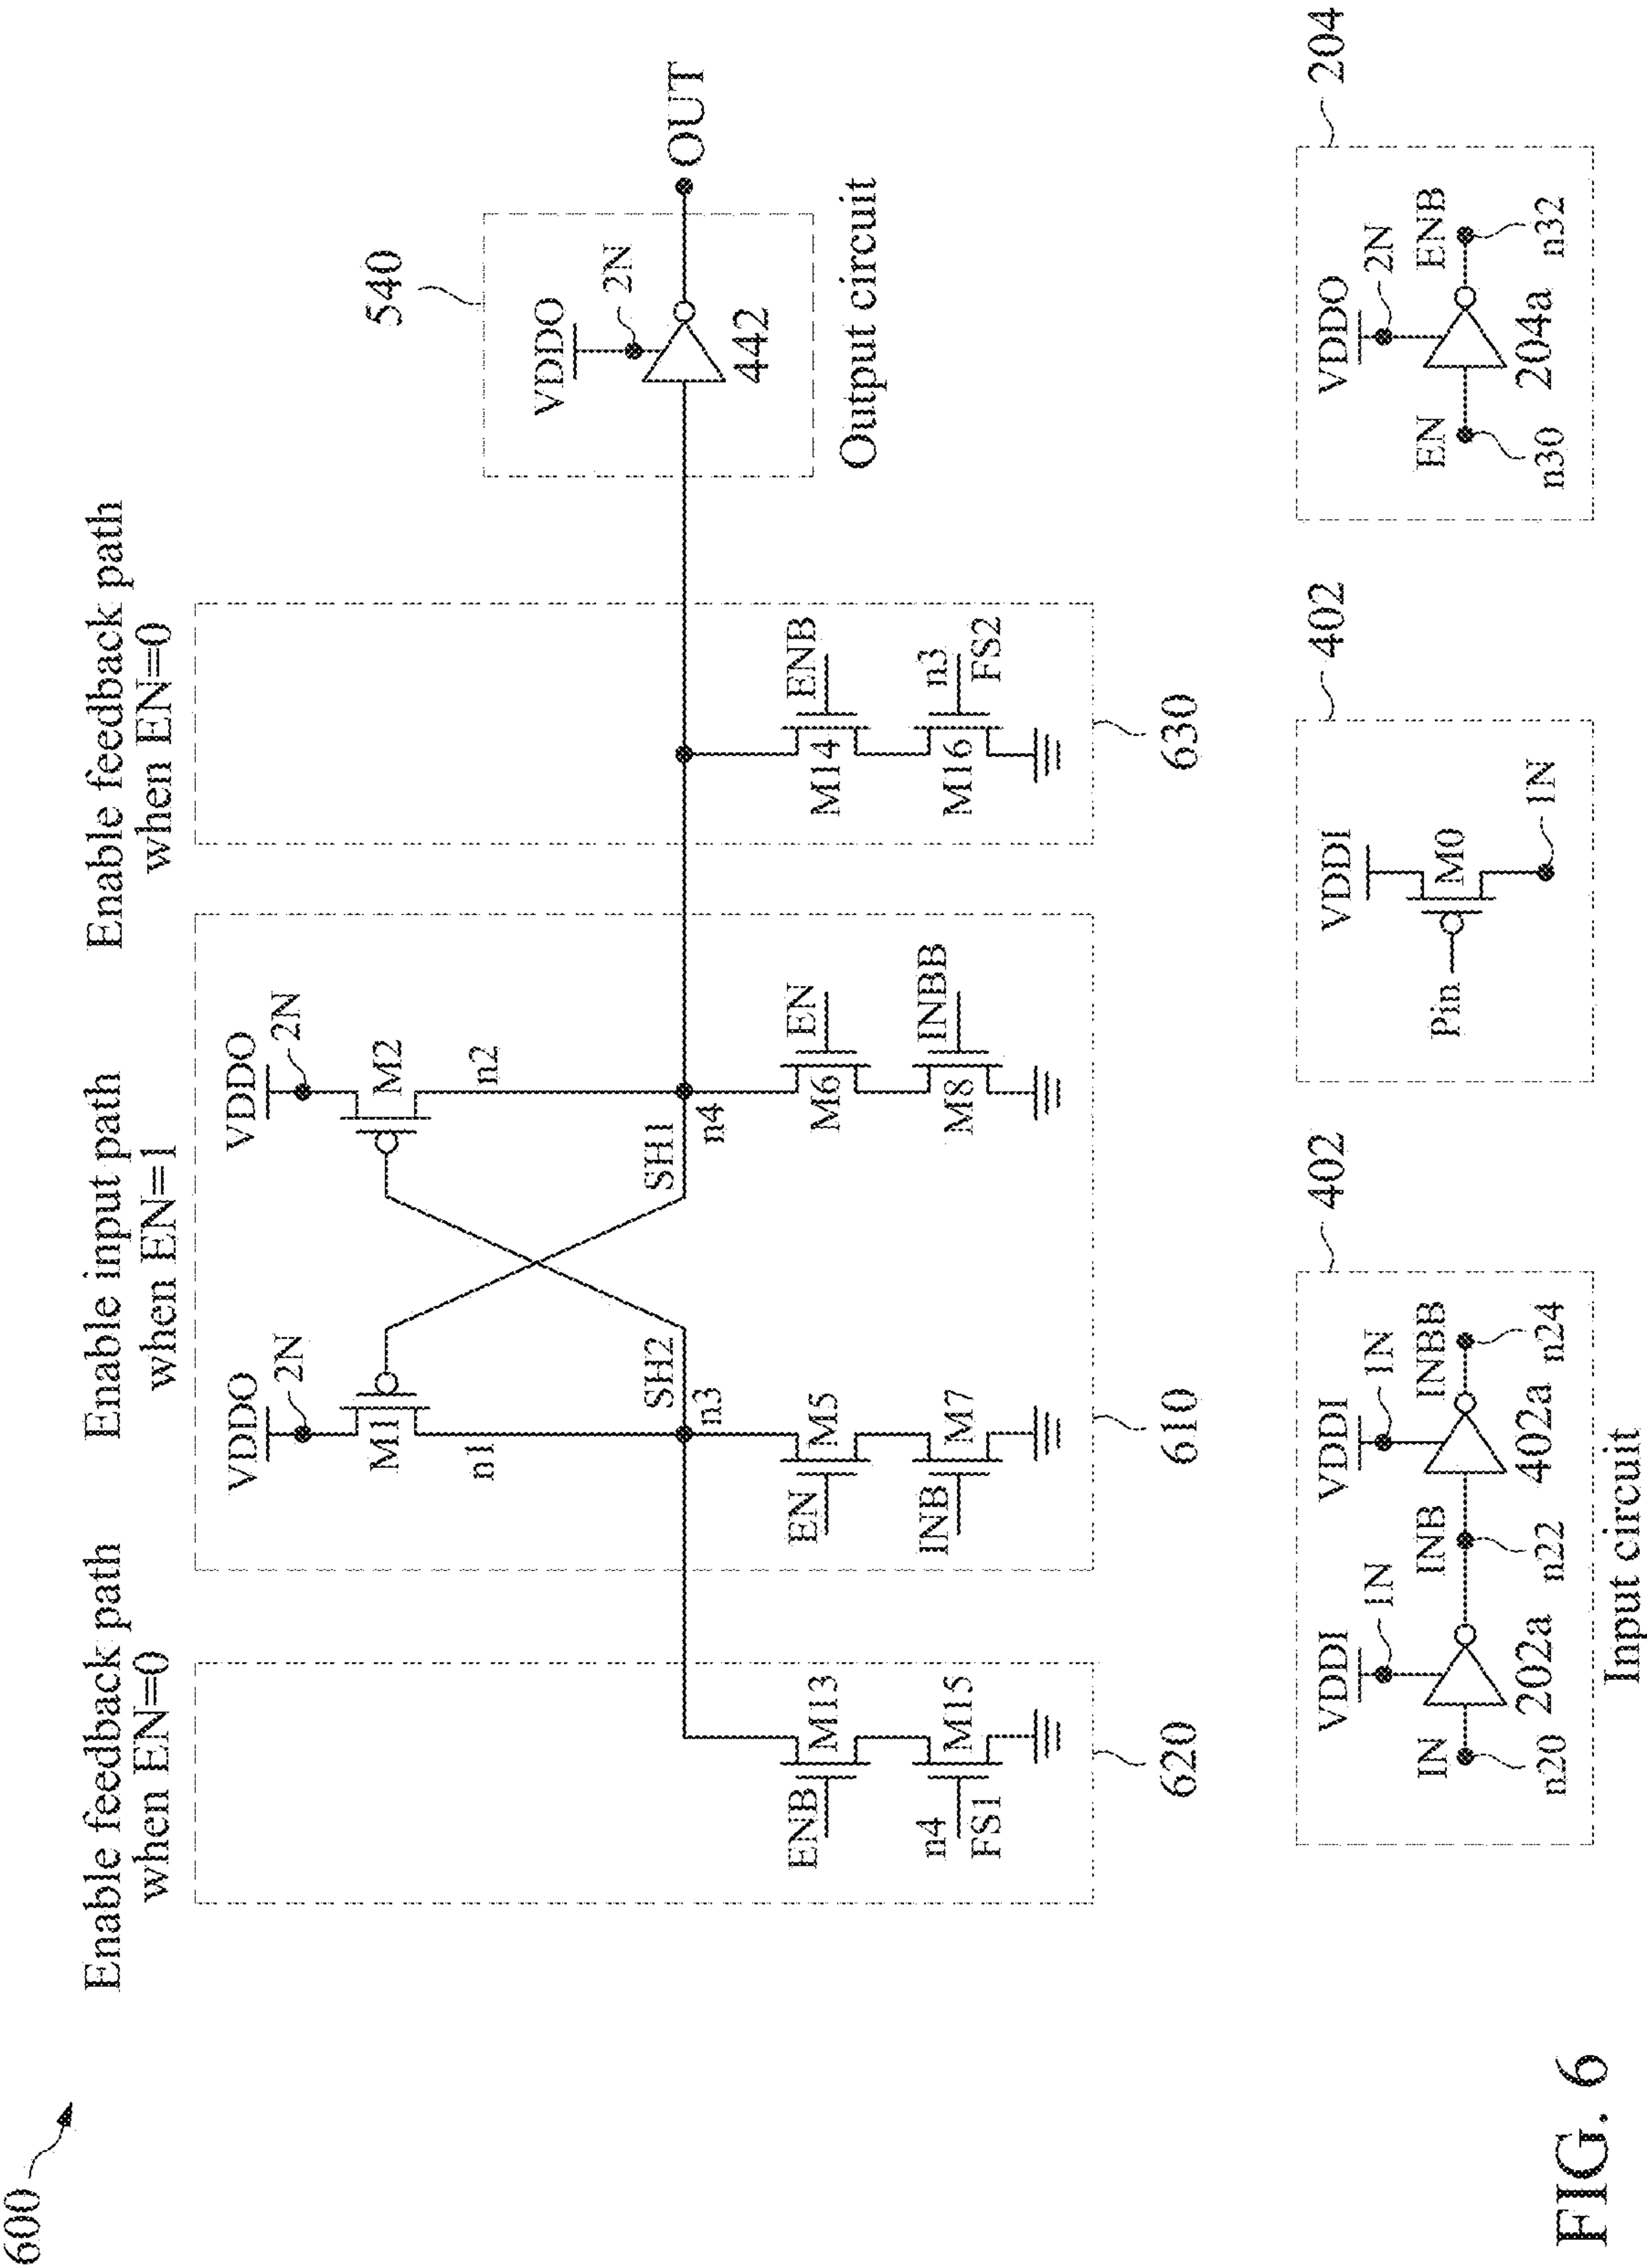 600
Enable feedback path
when EN=0
Enable input path
when EN=1
Enable feedback path
when EN=0
VDDO
2N
M1
n1
VDDO
2N
M2
n2
SH2
n3
SH1
n4
ENB
M13
n4
FS1
M15
620
EN
M5
INB
M7
EN
M6
INBB
M8
610
ENB
M14
n3
FS2
M16
630
540
VDDO
2N
442
OUT
Output circuit
402
VDDI
1N
IN
n20
202a
INB
n22
VDDI
1N
402a
INBB
n24
Input circuit
402
VDDI
Pin
M0
1N
204
VDDO
2N
EN
n30
204a
ENB
n32
FIG. 6